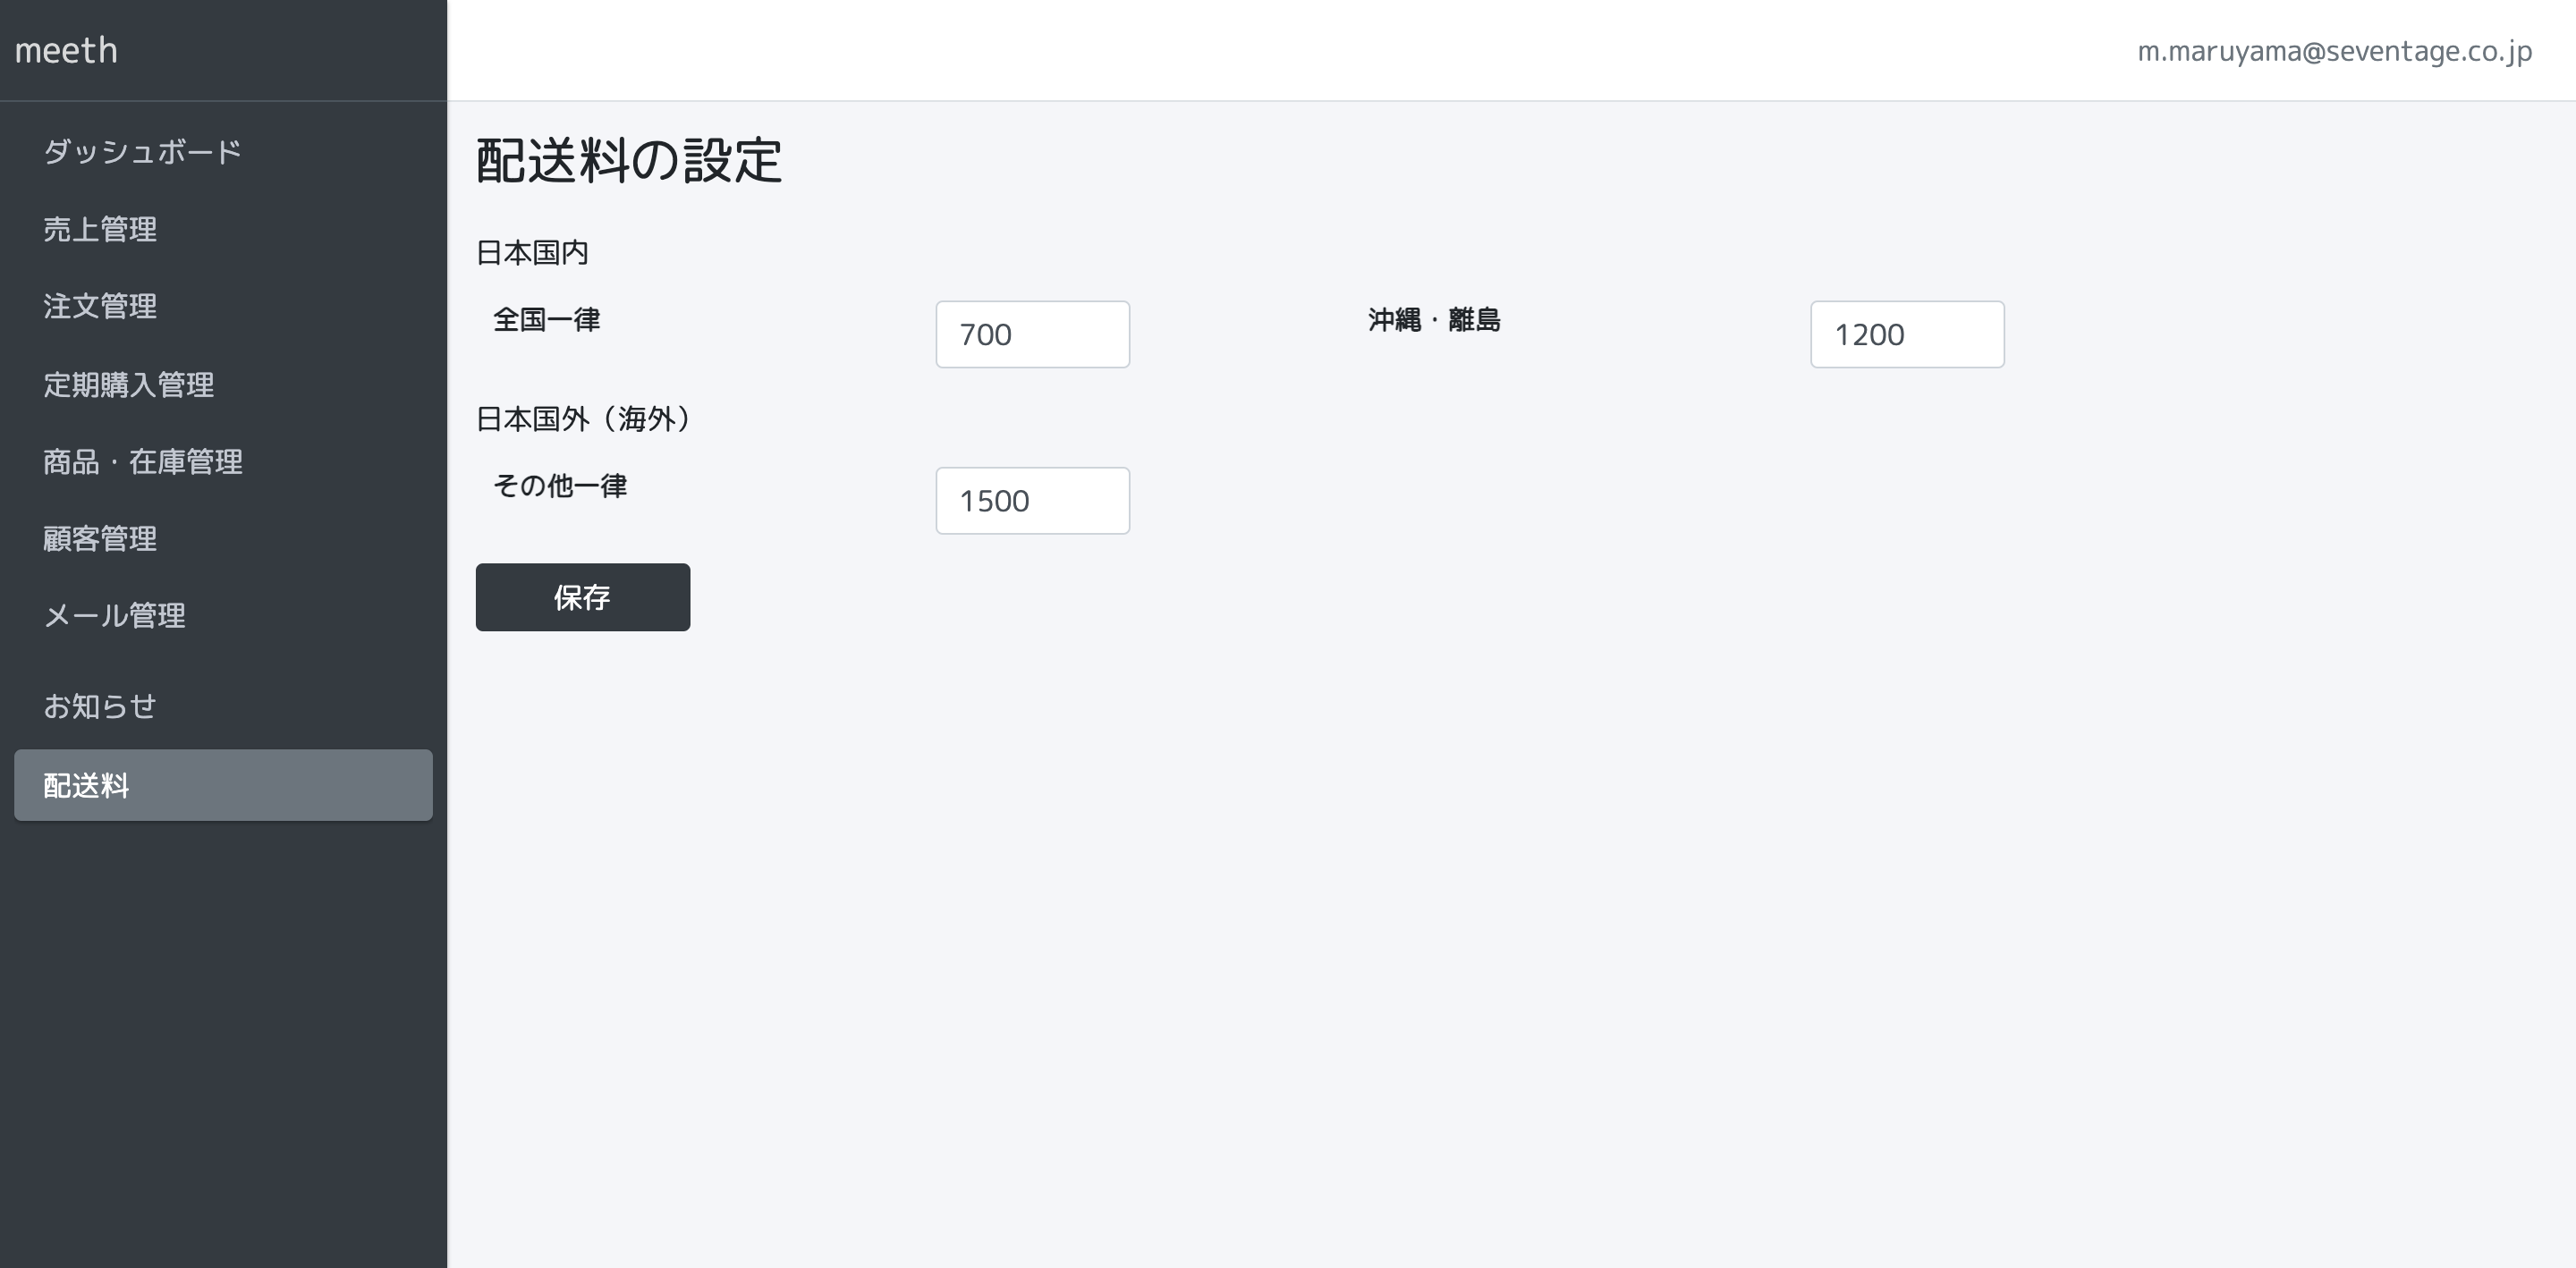 meeth
m.maruyama@seventage.co.jp
ダッシュボード
売上管理
注文管理
定期購入管理
商品・在庫管理
顧客管理
メール管理
お知らせ
配送料
配送料の設定
日本国内
全国一律 700 沖縄・離島 1200
日本国外（海外）
その他一律 1500
保存